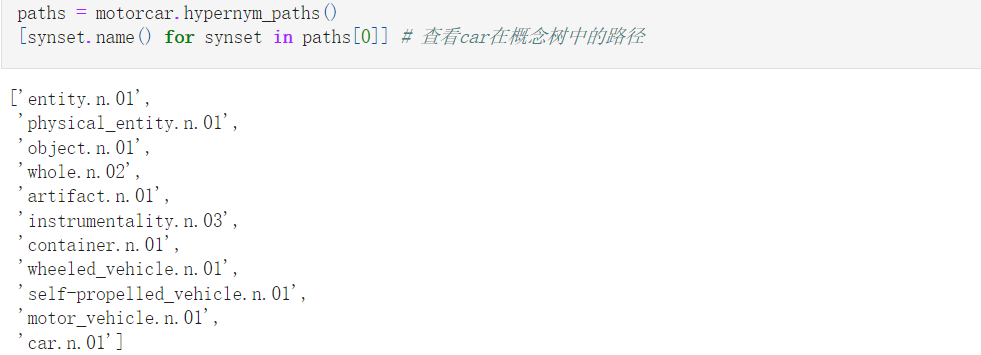 paths = motorcar.hypernym_paths()
[synset.name() for synset in paths[0]] # 查看car在概念树中的路径
['entity.n.01',
 'physical_entity.n.01',
 'object.n.01',
 'whole.n.02',
 'artifact.n.01',
 'instrumentality.n.03',
 'container.n.01',
 'wheeled_vehicle.n.01',
 'self-propelled_vehicle.n.01',
 'motor_vehicle.n.01',
 'car.n.01']